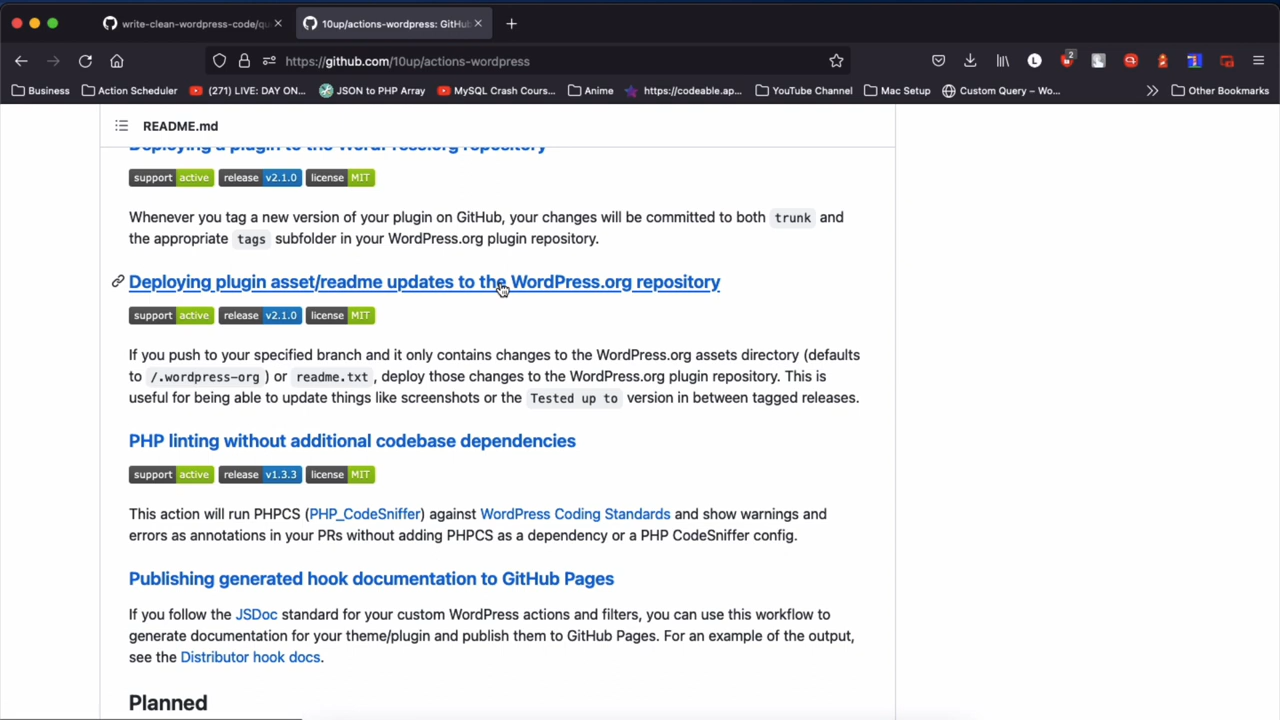 write-clean-wordpress-code/qu
10up/actions-wordpress: GitHub
https://github.com/10up/actions-wordpress
L
2
Business
Action Scheduler
(271) LIVE: DAY ON...
JSON to PHP Array
MySQL Crash Cours...
Anime
https://codeable.ap...
YouTube Channel
Mac Setup
Custom Query – Wo...
Other Bookmarks
README.md
Deploying a plugin to the WordPress.org repository
support active release v2.1.0 license MIT
Whenever you tag a new version of your plugin on GitHub, your changes will be committed to both trunk and
the appropriate tags subfolder in your WordPress.org plugin repository.
Deploying plugin asset/readme updates to the WordPress.org repository
support active release v2.1.0 license MIT
If you push to your specified branch and it only contains changes to the WordPress.org assets directory (defaults
to /.wordpress-org ) or readme.txt , deploy those changes to the WordPress.org plugin repository. This is
useful for being able to update things like screenshots or the Tested up to version in between tagged releases.
PHP linting without additional codebase dependencies
support active release v1.3.3 license MIT
This action will run PHPCS (PHP_CodeSniffer) against WordPress Coding Standards and show warnings and
errors as annotations in your PRs without adding PHPCS as a dependency or a PHP CodeSniffer config.
Publishing generated hook documentation to GitHub Pages
If you follow the JSDoc standard for your custom WordPress actions and filters, you can use this workflow to
generate documentation for your theme/plugin and publish them to GitHub Pages. For an example of the output,
see the Distributor hook docs.
Planned